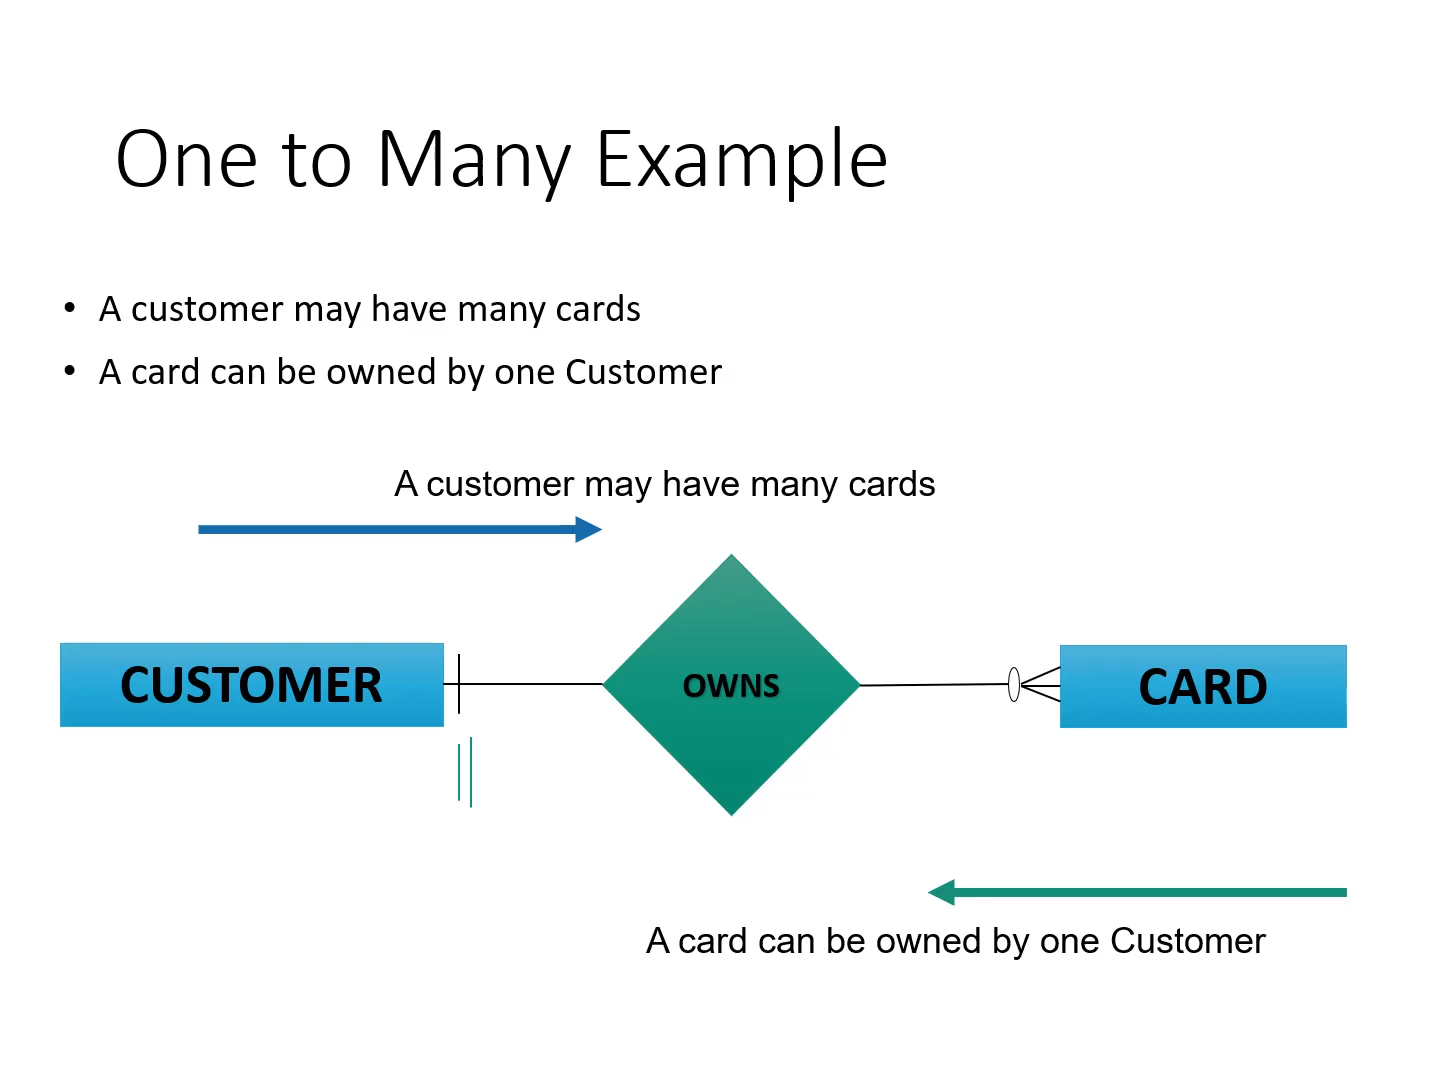 One to Many Example
• A customer may have many cards
• A card can be owned by one Customer
A customer may have many cards
CUSTOMER
OWNS
CARD
A card can be owned by one Customer